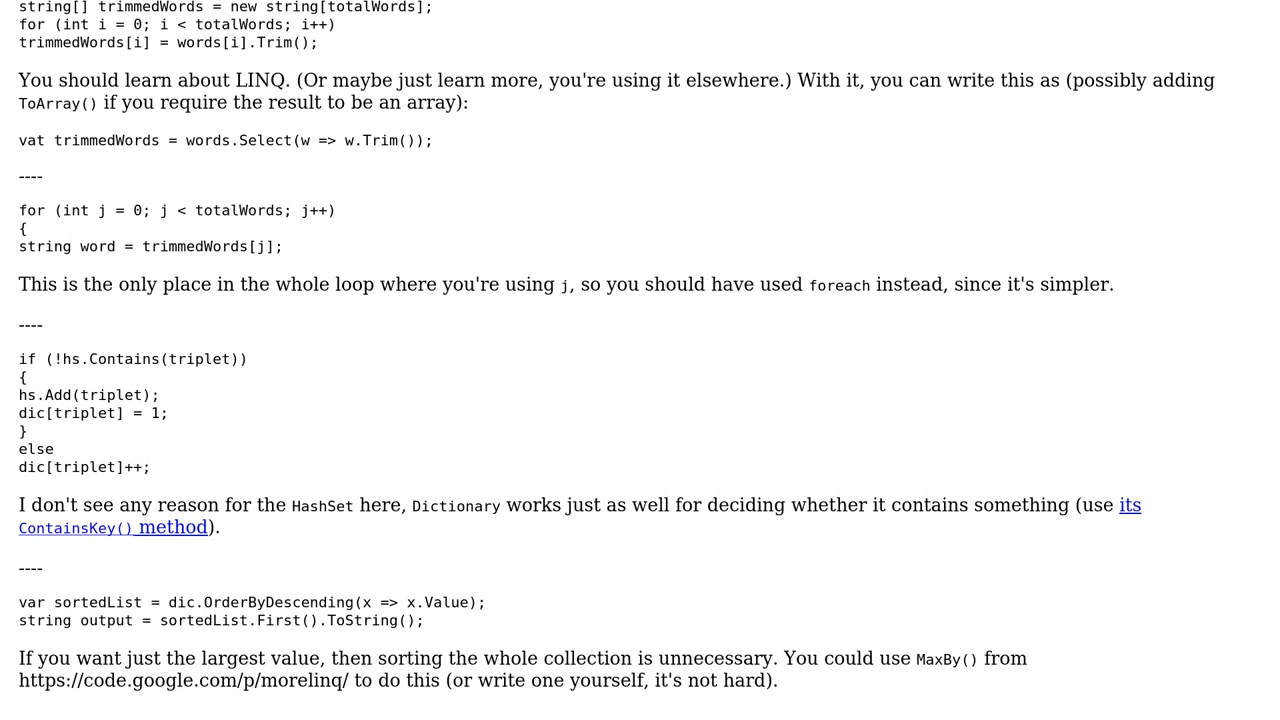 string[] trimmedWords = new string[totalWords];
for (int i = 0; i < totalWords; i++)
trimmedWords[i] = words[i].Trim();
You should learn about LINQ. (Or maybe just learn more, you're using it elsewhere.) With it, you can write this as (possibly adding
ToArray() if you require the result to be an array):
vat trimmedWords = words.Select(w => w.Trim());
----
for (int j = 0; j < totalWords; j++)
{
string word = trimmedWords[j];
This is the only place in the whole loop where you're using j, so you should have used foreach instead, since it's simpler.
----
if (!hs.Contains(triplet))
{
hs.Add(triplet);
dic[triplet] = 1;
}
else
dic[triplet]++;
I don't see any reason for the HashSet here, Dictionary works just as well for deciding whether it contains something (use its
ContainsKey() method).
----
var sortedList = dic.OrderByDescending(x => x.Value);
string output = sortedList.First().ToString();
If you want just the largest value, then sorting the whole collection is unnecessary. You could use MaxBy() from
https://code.google.com/p/morelinq/ to do this (or write one yourself, it's not hard).